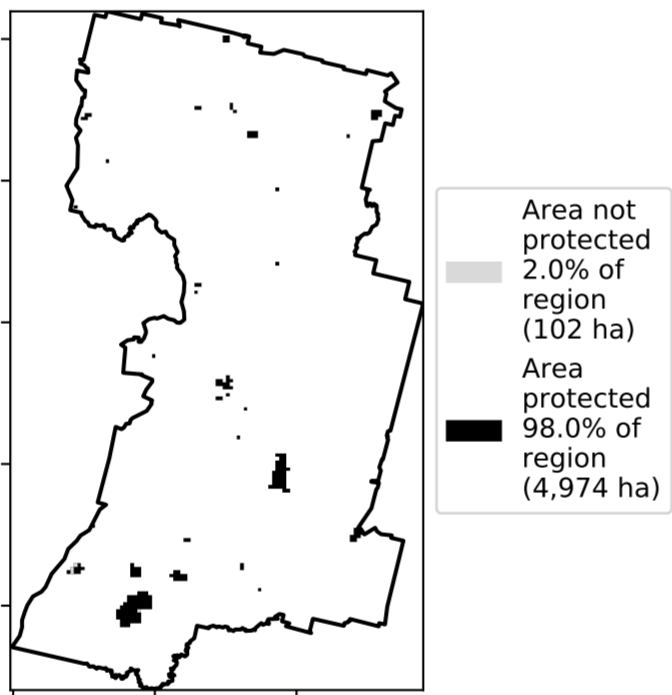 Area not
protected
2.0% of
region
(102 ha)
Area
protected
98.0% of
region
(4,974 ha)